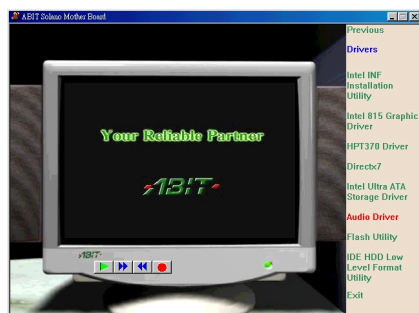 ABIT Solano Mother Board
Previous
Drivers
Intel INF
Installation
Utility
Intel 815 Graphic
Driver
HPT370 Driver
Directx7
Intel Ultra ATA
Storage Driver
Audio Driver
Flash Utility
IDE HDD Low
Level Format
Utility
Exit
Your Reliable Partner
ABIT
ABIT